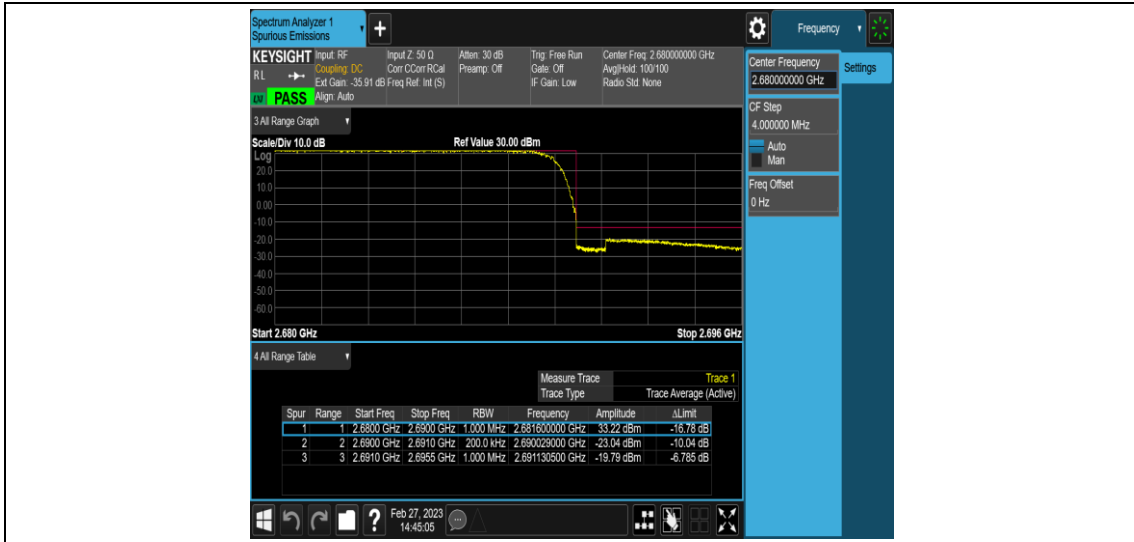 Spectrum Analyzer 1
Spurious Emissions
+
Frequency
KEYSIGHT Input: RF Input Z: 50 Ω Atten: 30 dB Trig: Free Run Center Freq: 2.680000000 GHz
RL Coupling: DC Corr CCorr RCal Preamp: Off Gate: Off Avg|Hold: 100/100
Ext Gain: -35.91 dB Freq Ref: Int (S) IF Gain: Low Radio Std: None
PASS Align: Auto
Center Frequency
2.680000000 GHz
Settings
CF Step
4.000000 MHz
Auto
Man
Freq Offset
0 Hz
3 All Range Graph
Scale/Div 10.0 dB Ref Value 30.00 dBm
Log
20.0
10.0
0.00
-10.0
-20.0
-30.0
-40.0
-50.0
-60.0
Start 2.680 GHz Stop 2.696 GHz
4 All Range Table
Measure Trace Trace 1
Trace Type Trace Average (Active)
Spur Range Start Freq Stop Freq RBW Frequency Amplitude ΔLimit
1 1 2.6800 GHz 2.6900 GHz 1.000 MHz 2.681600000 GHz 33.22 dBm -16.78 dB
2 2 2.6900 GHz 2.6910 GHz 200.0 kHz 2.690029000 GHz -23.04 dBm -10.04 dB
3 3 2.6910 GHz 2.6955 GHz 1.000 MHz 2.691130500 GHz -19.79 dBm -6.785 dB
? Feb 27, 2023
14:45:05